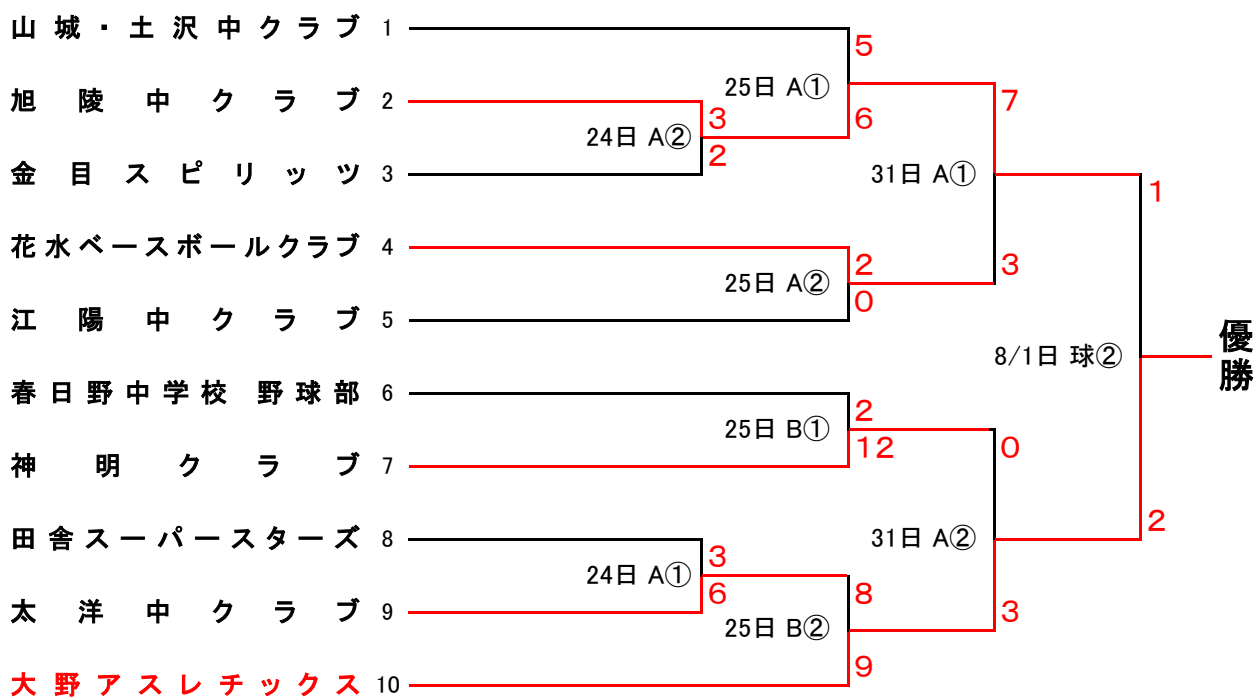 山城・土沢中クラブ 1
5
25日 A①
旭陵中クラブ 2
7
3
6
24日 A②
2
金目スピリッツ 3
31日 A①
1
花水ベースボールクラブ 4
2
3
25日 A②
0
江陽中クラブ 5
優勝
8/1日 球②
春日野中学校 野球部 6
2
25日 B①
12
0
神明クラブ 7
2
田舎スーパースターズ 8
31日 A②
3
24日 A①
6
8
太洋中クラブ 9
3
25日 B②
9
大野アスレチックス 10